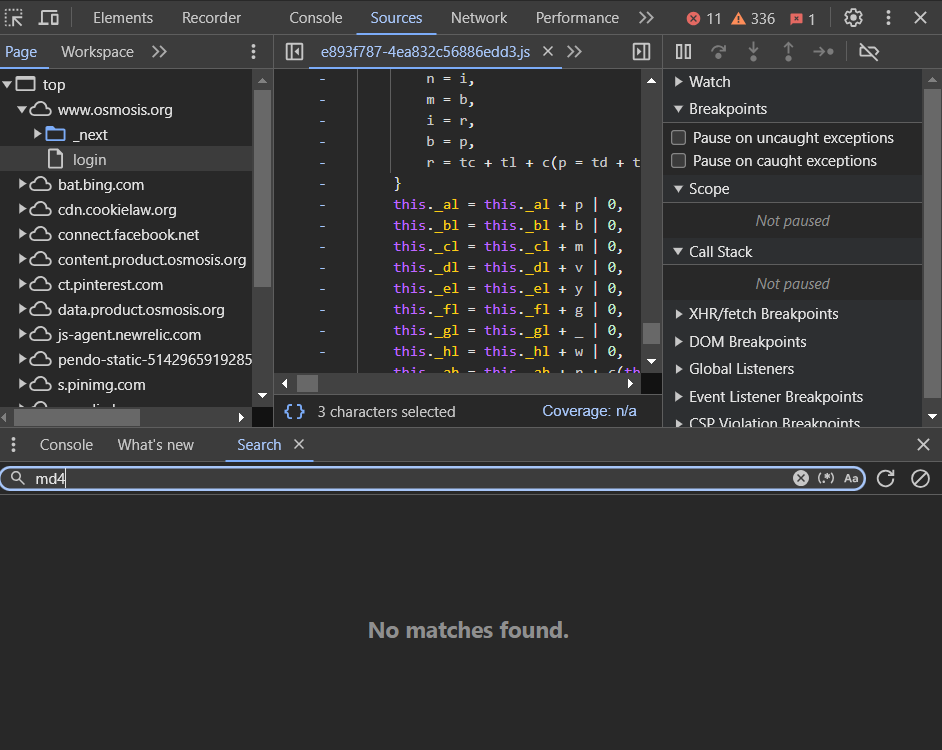 Elements Recorder Console Sources Network Performance 11 336 1
Page Workspace e893f787-4ea832c56886edd3.js
top
www.osmosis.org
_next
login
bat.bing.com
cdn.cookielaw.org
connect.facebook.net
content.product.osmosis.org
ct.pinterest.com
data.product.osmosis.org
js-agent.newrelic.com
pendo-static-5142965919285
s.pinimg.com
- n = i,
- m = b,
- i = r,
- b = p,
- r = tc + tl + c(p = td + t
- }
- this._al = this._al + p | 0,
- this._bl = this._bl + b | 0,
- this._cl = this._cl + m | 0,
- this._dl = this._dl + v | 0,
- this._el = this._el + y | 0,
- this._fl = this._fl + g | 0,
- this._gl = this._gl + _ | 0,
- this._hl = this._hl + w | 0,
- this._ah = this._ah + r + c(th
{ } 3 characters selected Coverage: n/a
Watch
Breakpoints
Pause on uncaught exceptions
Pause on caught exceptions
Scope
Not paused
Call Stack
Not paused
XHR/fetch Breakpoints
DOM Breakpoints
Global Listeners
Event Listener Breakpoints
CSP Violation Breakpoints
Console What's new Search
md4 (.*) Aa
No matches found.